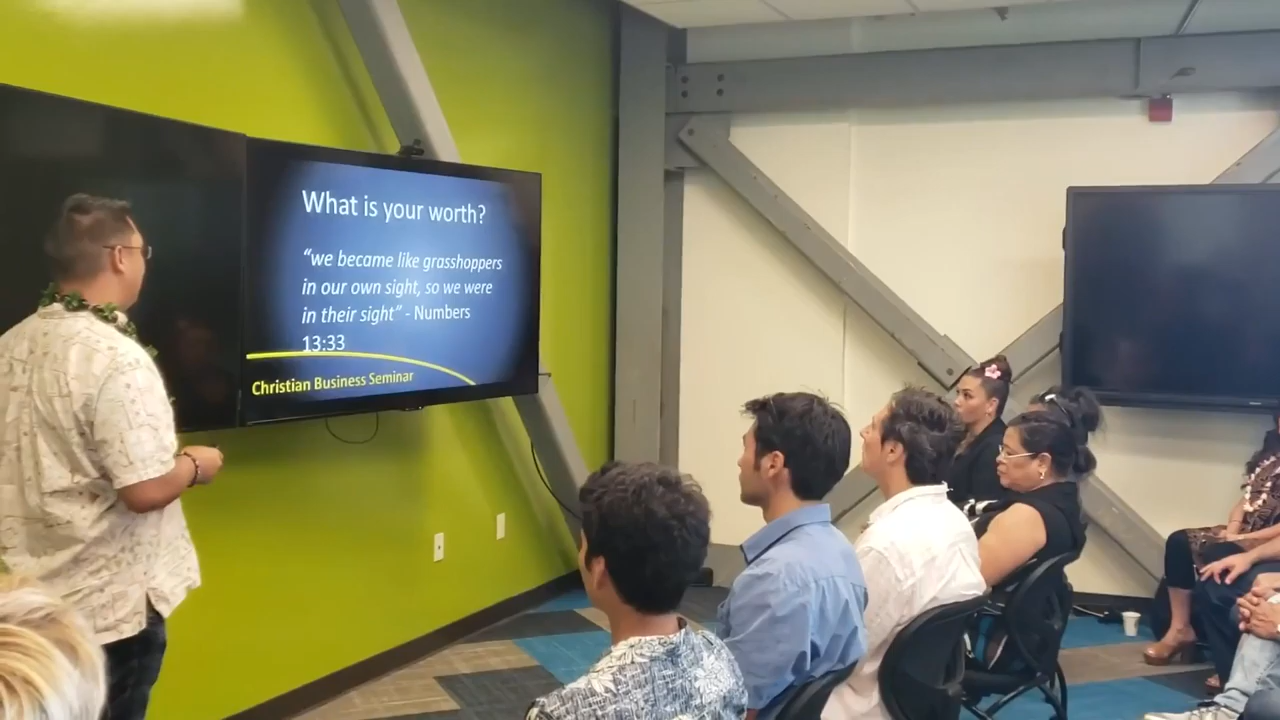 What is your worth?
“we became like grasshoppers
in our own sight, so we were
in their sight” - Numbers
13:33
Christian Business Seminar